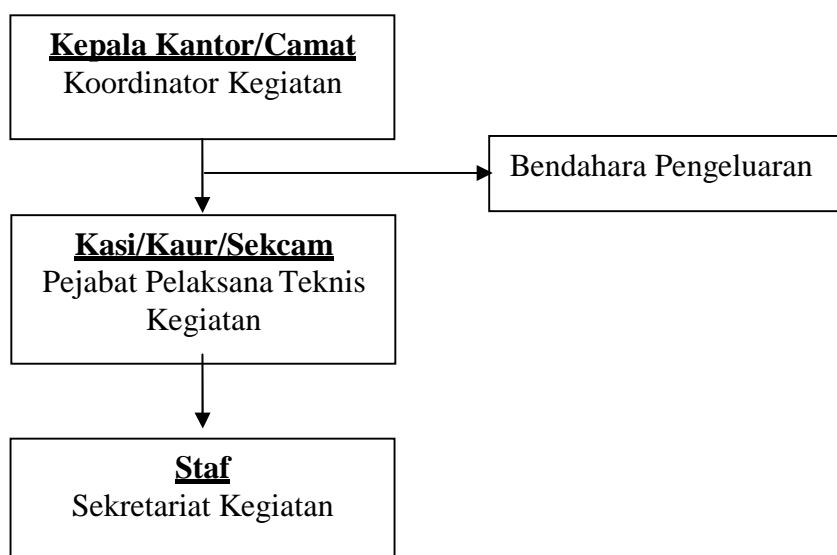 Kepala Kantor/Camat
Koordinator Kegiatan
Bendahara Pengeluaran
Kasi/Kaur/Sekcam
Pejabat Pelaksana Teknis
Kegiatan
Staf
Sekretariat Kegiatan